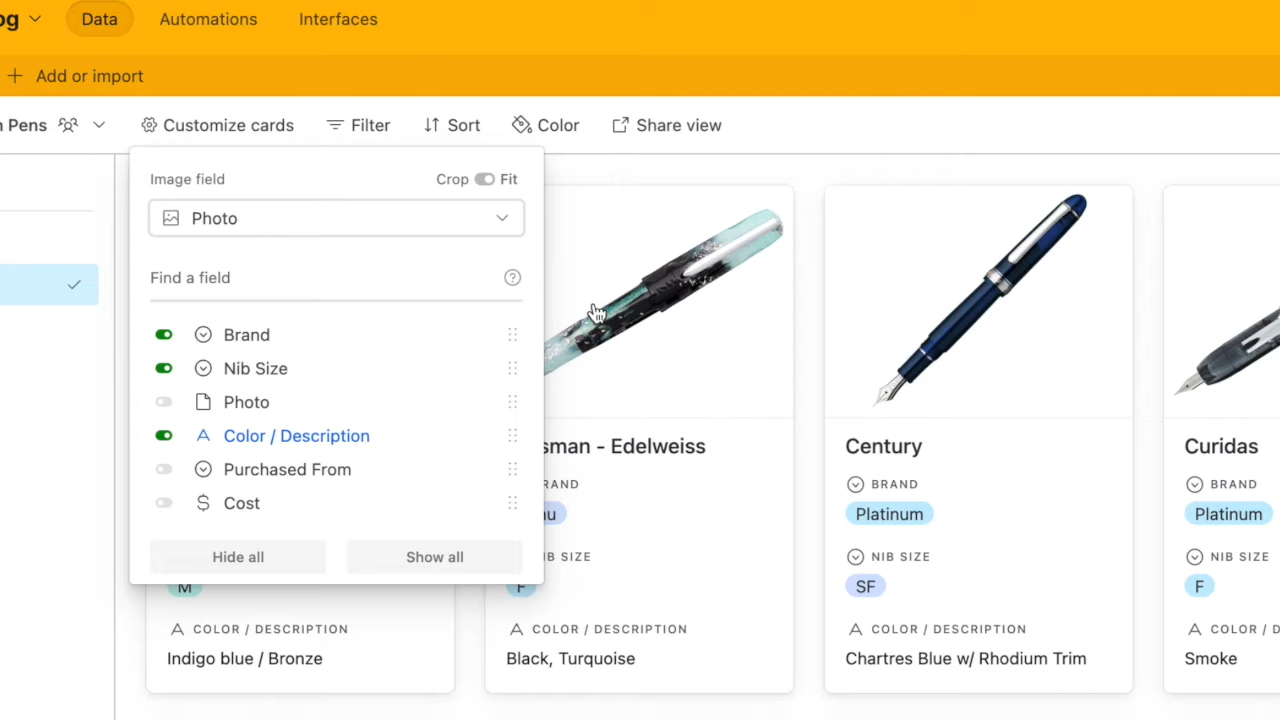 og
Data
Automations
Interfaces
Add or import
n Pens
Customize cards
Filter
Sort
Color
Share view
Image field
Crop
Fit
Photo
Find a field
Brand
Nib Size
Photo
Color / Description
Purchased From
Cost
Hide all
Show all
M
COLOR / DESCRIPTION
Indigo blue / Bronze
sman - Edelweiss
RAND
nu
IB SIZE
F
COLOR / DESCRIPTION
Black, Turquoise
Century
BRAND
Platinum
NIB SIZE
SF
COLOR / DESCRIPTION
Chartres Blue w/ Rhodium Trim
Curidas
BRAND
Platinum
NIB SIZE
F
COLOR / D
Smoke